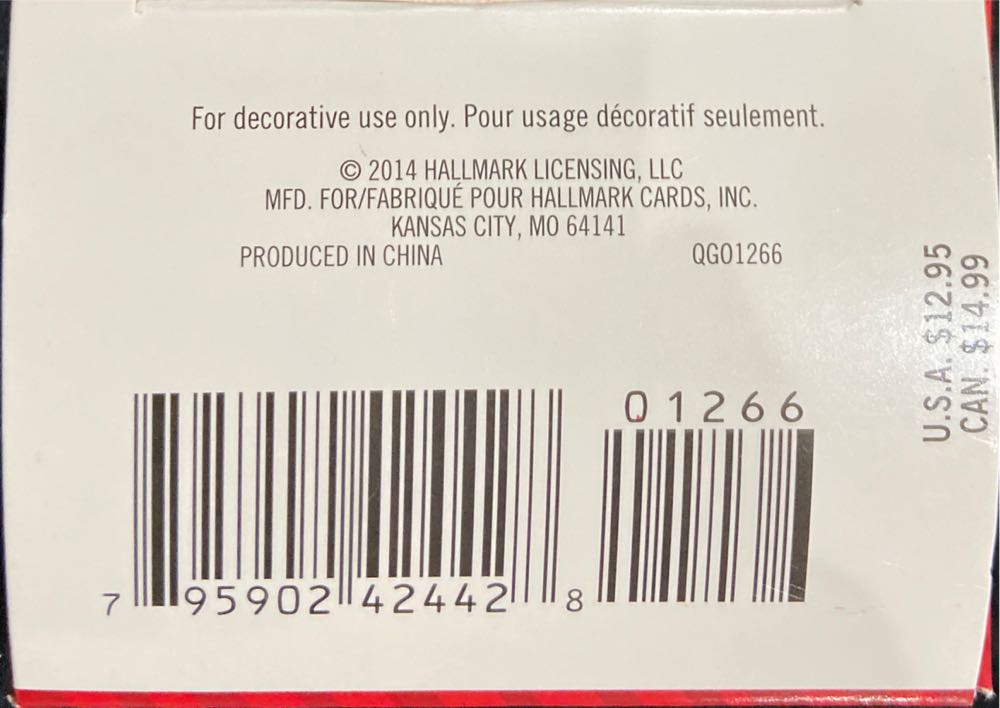 For decorative use only. Pour usage décoratif seulement.
© 2014 HALLMARK LICENSING, LLC
MFD. FOR/FABRIQUÉ POUR HALLMARK CARDS, INC.
KANSAS CITY, MO 64141
PRODUCED IN CHINA QGO1266
U.S.A. $12.95
CAN. $14.99
01266
7 95902 42442 8